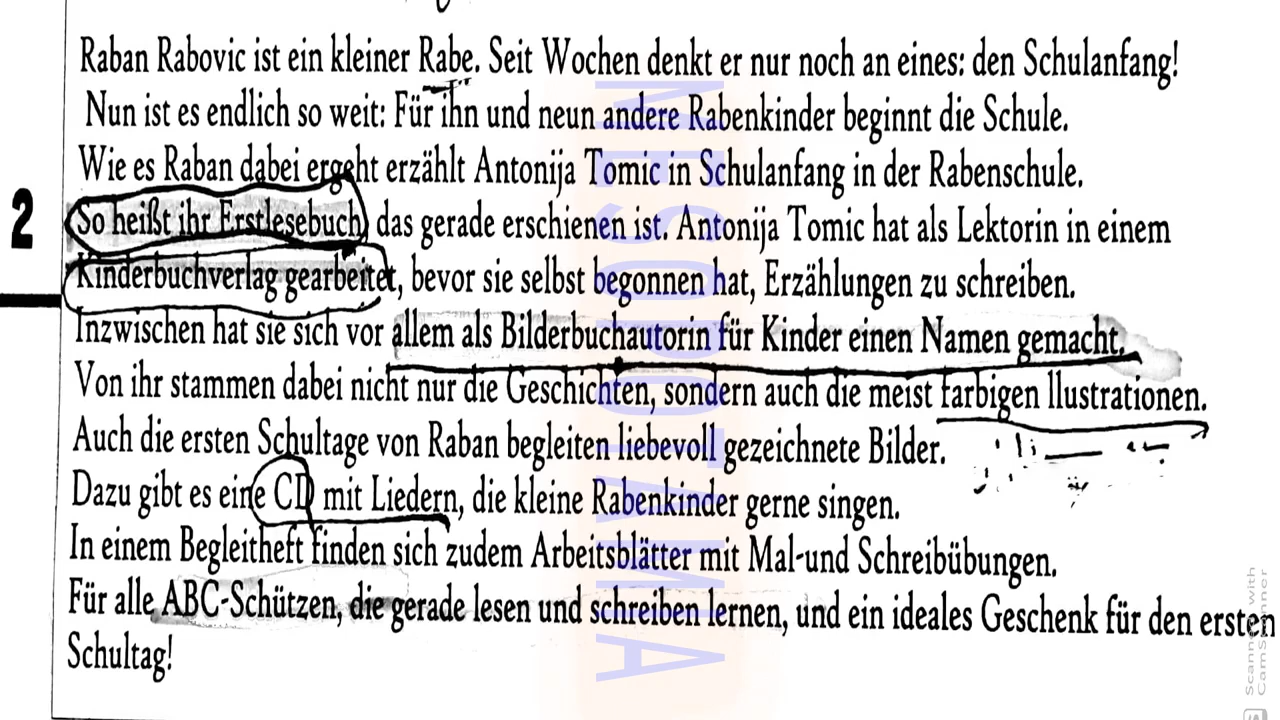 Raban Rabovic ist ein kleiner Rabe. Seit Wochen denkt er nur noch an eines: den Schulanfang!
Nun ist es endlich so weit: Für ihn und neun andere Rabenkinder beginnt die Schule.
Wie es Raban dabei ergeht erzählt Antonija Tomic in Schulanfang in der Rabenschule.
2
So heißt ihr Erstlesebuch, das gerade erschienen ist. Antonija Tomic hat als Lektorin in einem
Kinderbuchverlag gearbeitet, bevor sie selbst begonnen hat, Erzählungen zu schreiben.
Inzwischen hat sie sich vor allem als Bilderbuchautorin für Kinder einen Namen gemacht.
Von ihr stammen dabei nicht nur die Geschichten, sondern auch die meist farbigen llustrationen.
Auch die ersten Schultage von Raban begleiten liebevoll gezeichnete Bilder.
Dazu gibt es eine CD mit Liedern, die kleine Rabenkinder gerne singen.
In einem Begleitheft finden sich zudem Arbeitsblätter mit Mal-und Schreibübungen.
Für alle ABC-Schützen, die gerade lesen und schreiben lernen, und ein ideales Geschenk für den ersten
Schultag!
Scanned with
CamScanner